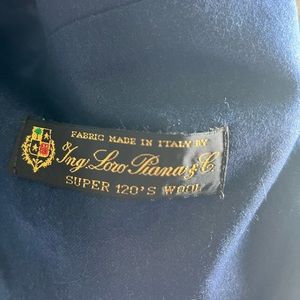 FABRIC MADE IN ITALY BY
Ing. Loro Piana & C.
SUPER 120'S WOOL